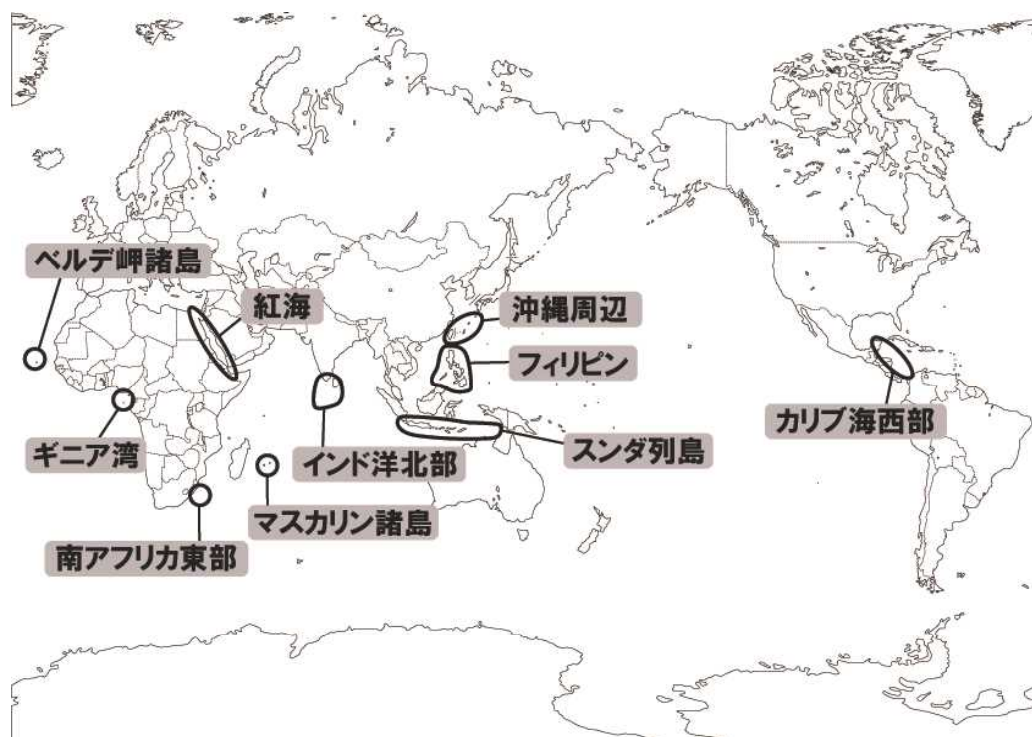 ベルデ岬諸島
紅海
沖縄周辺
フィリピン
カリブ海西部
ギニア湾
インド洋北部
スンダ列島
マスカリン諸島
南アフリカ東部